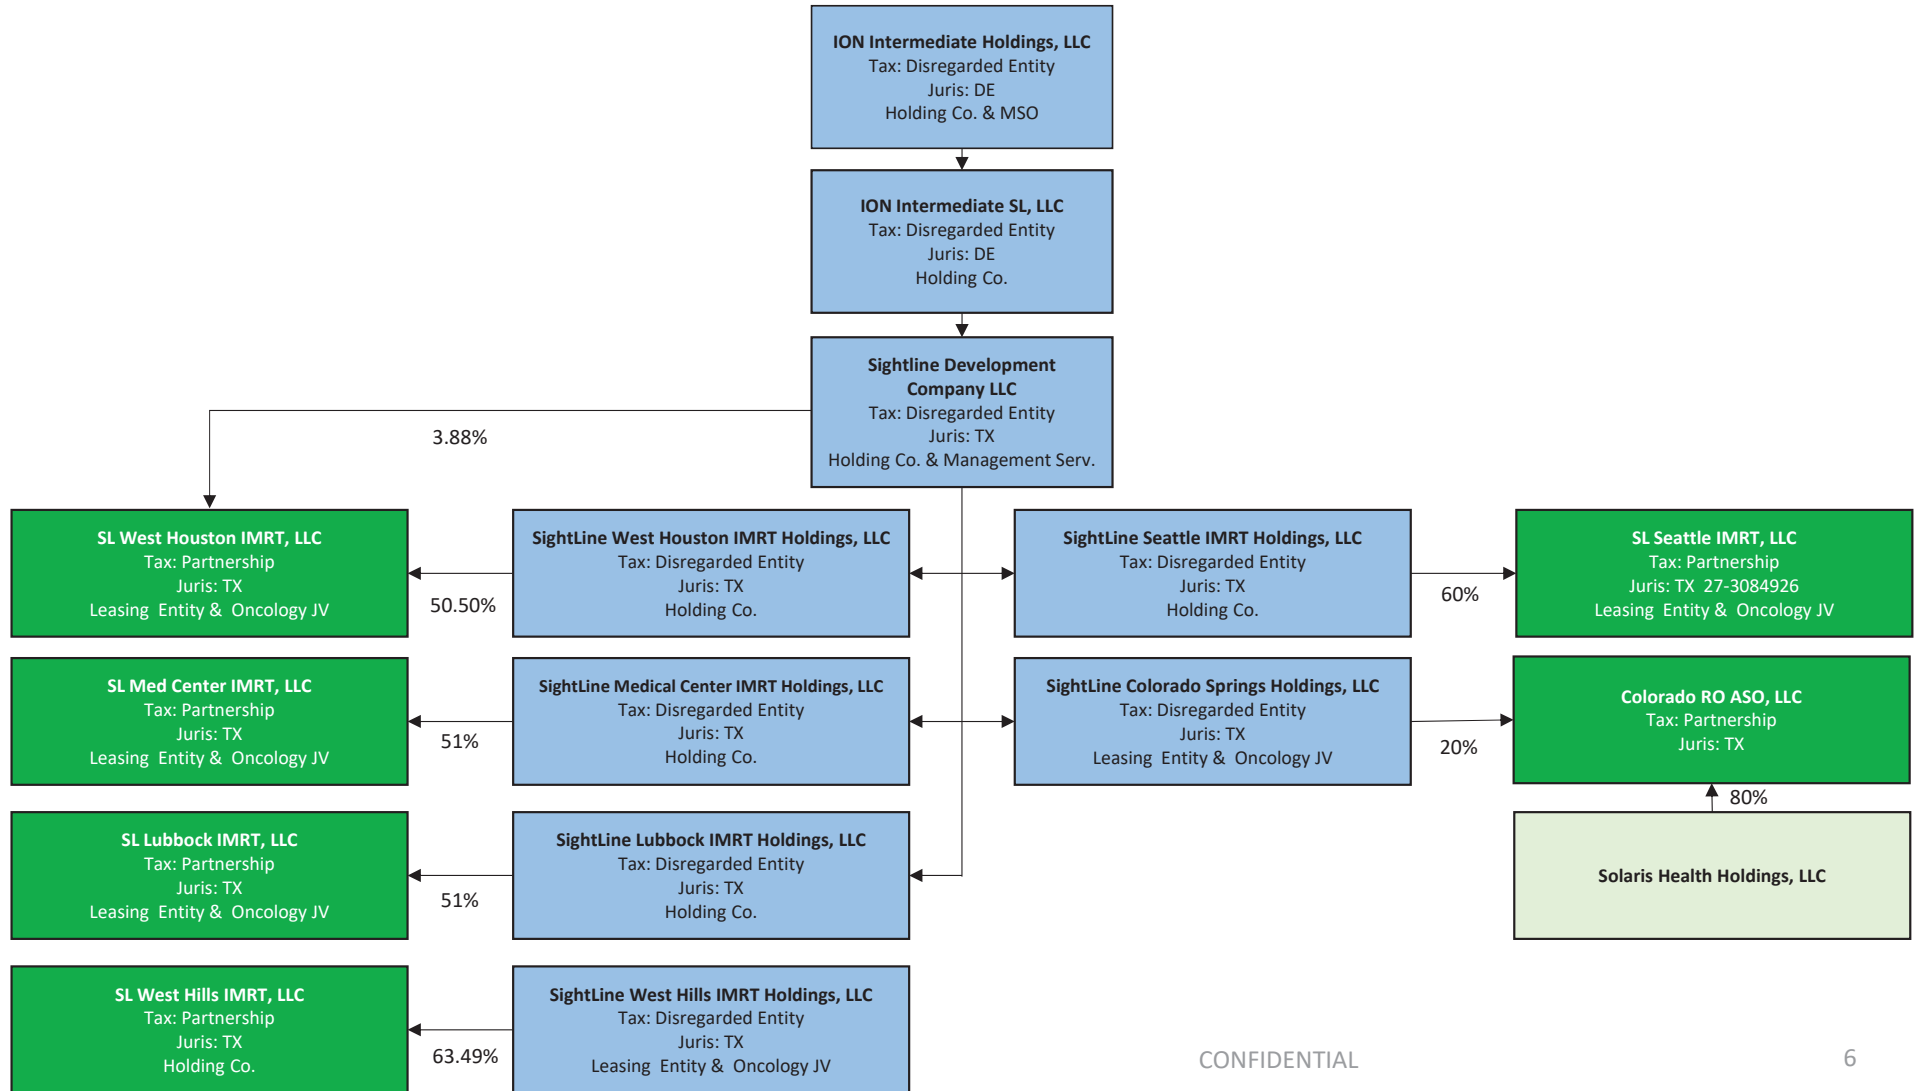 ION Intermediate Holdings, LLC
Tax: Disregarded Entity
Juris: DE
Holding Co. & MSO
ION Intermediate SL, LLC
Tax: Disregarded Entity
Juris: DE
Holding Co.
Sightline Development
Company LLC
Tax: Disregarded Entity
Juris: TX
Holding Co. & Management Serv.
3.88%
SL West Houston IMRT, LLC
Tax: Partnership
Juris: TX
Leasing Entity & Oncology JV
50.50%
SightLine West Houston IMRT Holdings, LLC
Tax: Disregarded Entity
Juris: TX
Holding Co.
SightLine Seattle IMRT Holdings, LLC
Tax: Disregarded Entity
Juris: TX
Holding Co.
60%
SL Seattle IMRT, LLC
Tax: Partnership
Juris: TX 27-3084926
Leasing Entity & Oncology JV
SL Med Center IMRT, LLC
Tax: Partnership
Juris: TX
Leasing Entity & Oncology JV
51%
SightLine Medical Center IMRT Holdings, LLC
Tax: Disregarded Entity
Juris: TX
Holding Co.
SightLine Colorado Springs Holdings, LLC
Tax: Disregarded Entity
Juris: TX
Leasing Entity & Oncology JV
20%
Colorado RO ASO, LLC
Tax: Partnership
Juris: TX
80%
SL Lubbock IMRT, LLC
Tax: Partnership
Juris: TX
Leasing Entity & Oncology JV
51%
SightLine Lubbock IMRT Holdings, LLC
Tax: Disregarded Entity
Juris: TX
Holding Co.
Solaris Health Holdings, LLC
SL West Hills IMRT, LLC
Tax: Partnership
Juris: TX
Holding Co.
63.49%
SightLine West Hills IMRT Holdings, LLC
Tax: Disregarded Entity
Juris: TX
Leasing Entity & Oncology JV
CONFIDENTIAL
6